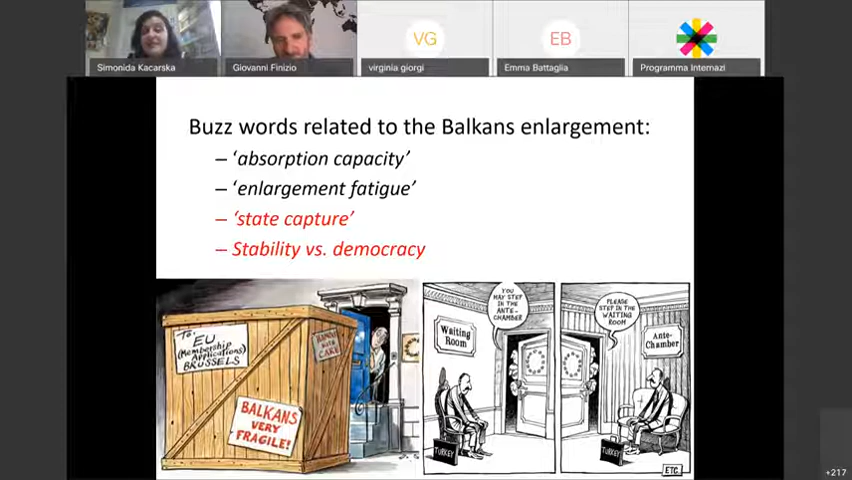 VG
EB
Simonida Kacarska
Giovanni Finizio
virginia giorgi
Emma Battaglia
Programma Internazi
Buzz words related to the Balkans enlargement:
– ‘absorption capacity’
– ‘enlargement fatigue’
– ‘state capture’
– Stability vs. democracy
To:
EU
(Membership
Applications)
BRUSSELS
HANDLE
WITH
CARE
BALKANS
VERY
FRAGILE!
YOU
MAY STEP
IN THE
ANTE-
CHAMBER
Waiting
Room
TURKEY
PLEASE
STEP IN THE
WAITING
ROOM
Ante-
Chamber
TURKEY
ETC.
+217